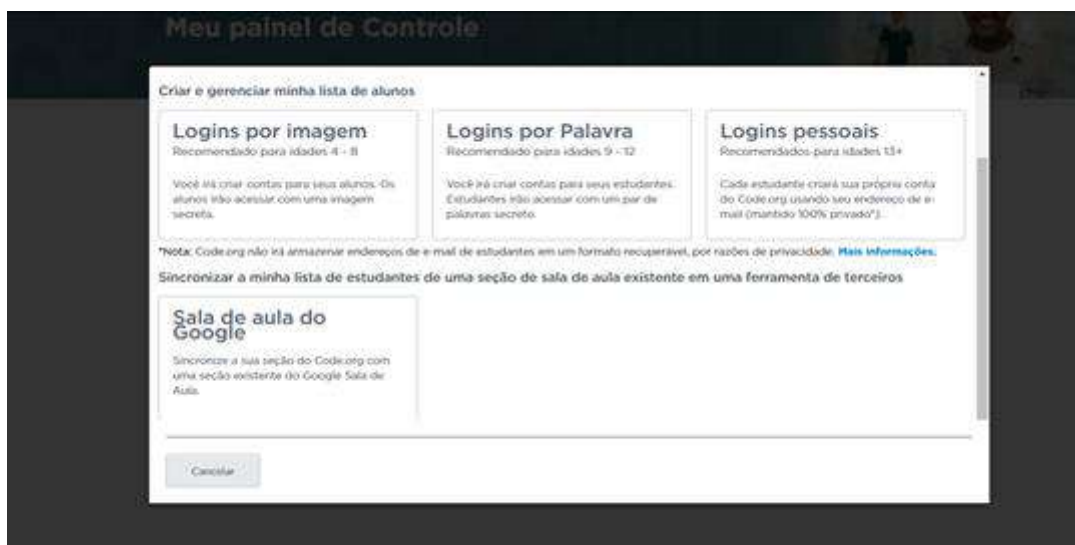 Meu painel de Controle
Criar e gerenciar minha lista de alunos
Logins por imagem
Recomendado para idades 4 - 8
Você irá criar contas para seus alunos. Os
alunos irão acessar com uma imagem
secreta.
Logins por Palavra
Recomendado para idades 9 - 12
Você irá criar contas para seus estudantes.
Estudantes irão acessar com um par de
palavras secreto.
Logins pessoais
Recomendados para idades 13+
Cada estudante criará sua própria conta
do Code.org usando seu endereço de e-
mail (mantido 100% privado*).
*Nota: Code.org não irá armazenar endereços de e-mail de estudantes em um formato recuperável, por razões de privacidade. Mais informações.
Sincronizar a minha lista de estudantes de uma seção de sala de aula existente em uma ferramenta de terceiros
Sala de aula do
Google
Sincronize a sua seção do Code.org com
uma seção existente do Google Sala de
Aula.
Cancelar